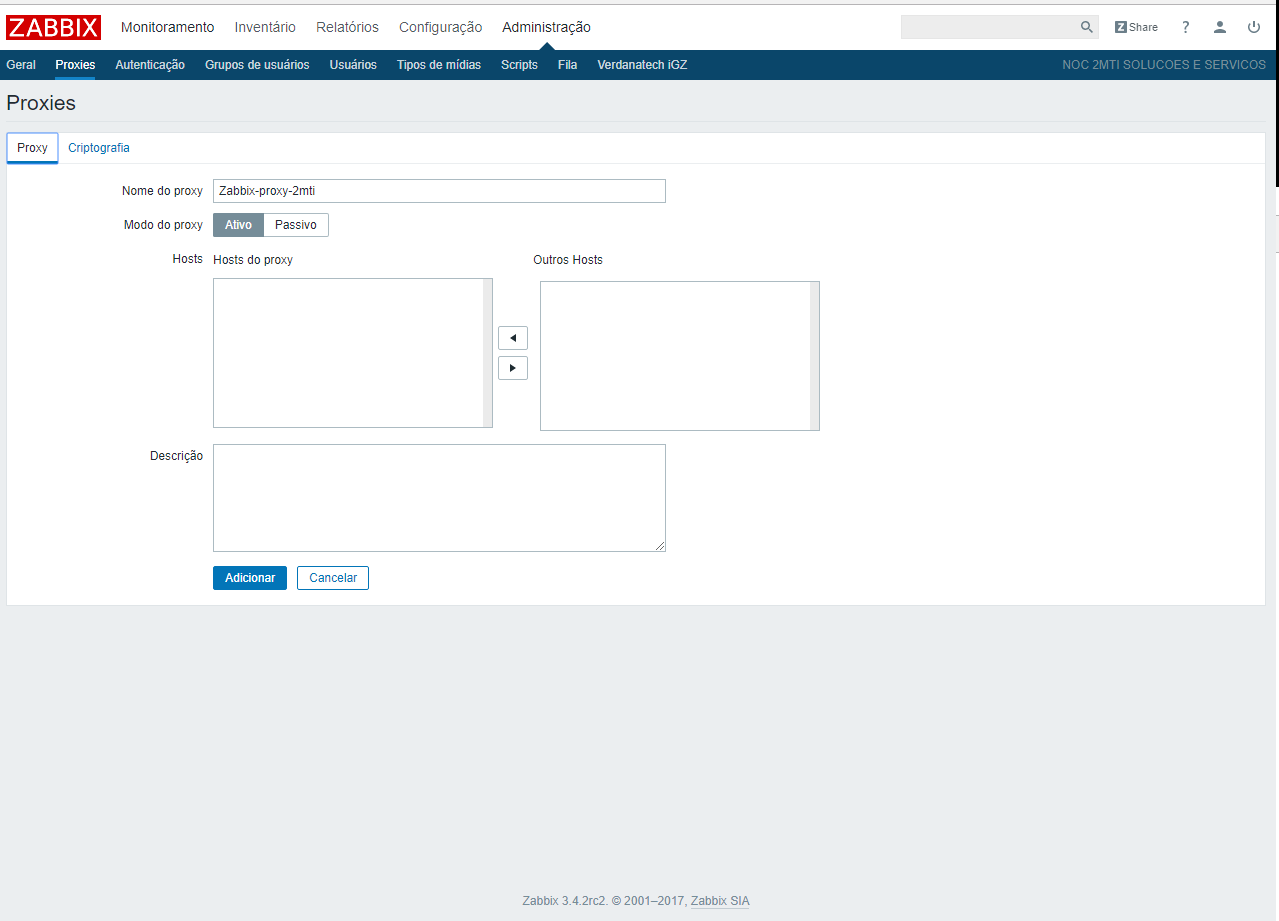 ZABBIX Monitoramento Inventário Relatórios Configuração Administração Z Share ?
Geral Proxies Autenticação Grupos de usuários Usuários Tipos de mídias Scripts Fila Verdanatech iGZ NOC 2MTI SOLUCOES E SERVICOS
Proxies
Proxy Criptografia
Nome do proxy Zabbix-proxy-2mti
Modo do proxy Ativo Passivo
Hosts Hosts do proxy Outros Hosts
Descrição
Adicionar Cancelar
Zabbix 3.4.2rc2. © 2001–2017, Zabbix SIA